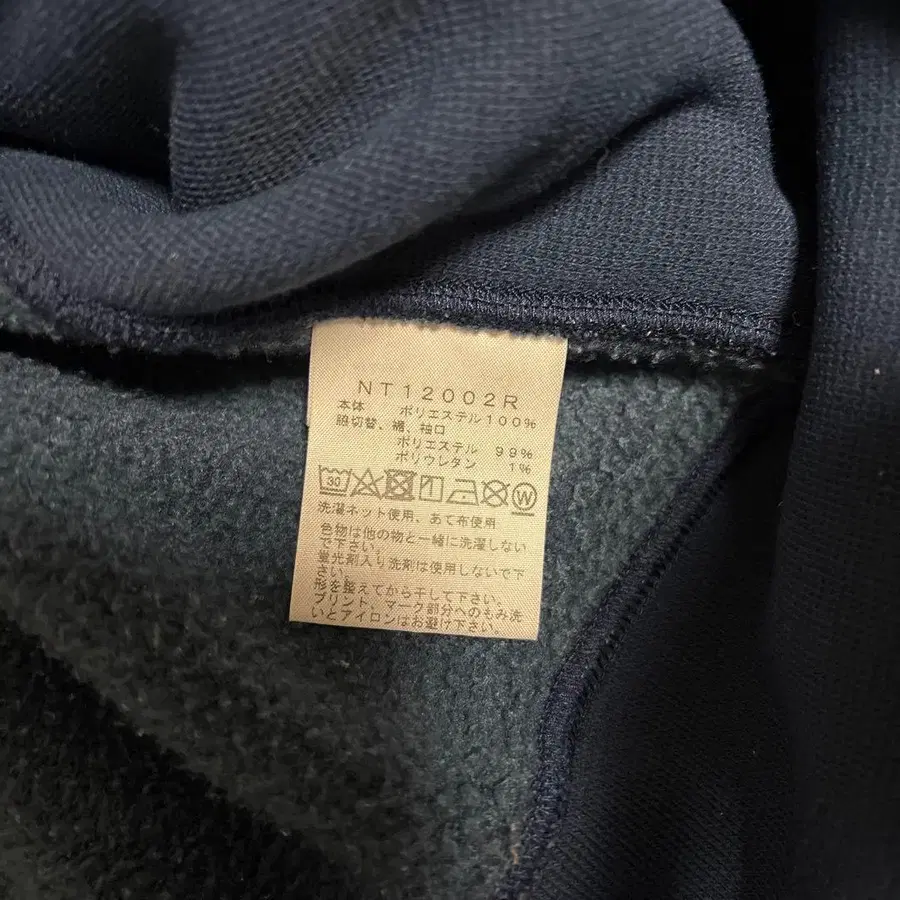 NT12002R
本体 ポリエステル100%
脇切替、裾、袖口
ポリエステル 99%
ポリウレタン 1%
30 W
洗濯ネット使用、あて布使用
色物は他の物と一緒に洗濯しない
で下さい。
蛍光剤入り洗剤は使用しないで下
さい。
形を整えてから干して下さい。
プリント、マーク部分へのもみ洗
いとアイロンはお避け下さい。